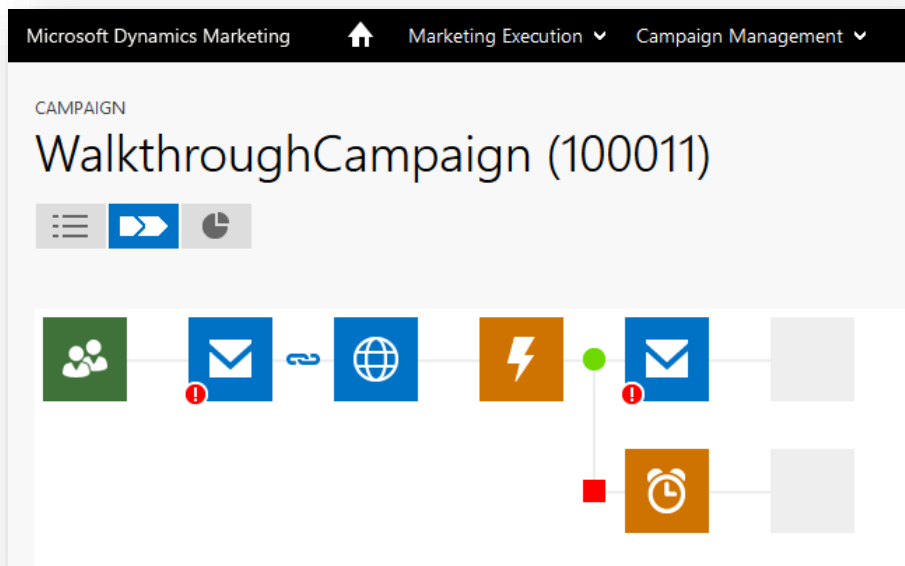 Microsoft Dynamics Marketing Marketing Execution Campaign Management
CAMPAIGN
WalkthroughCampaign (100011)